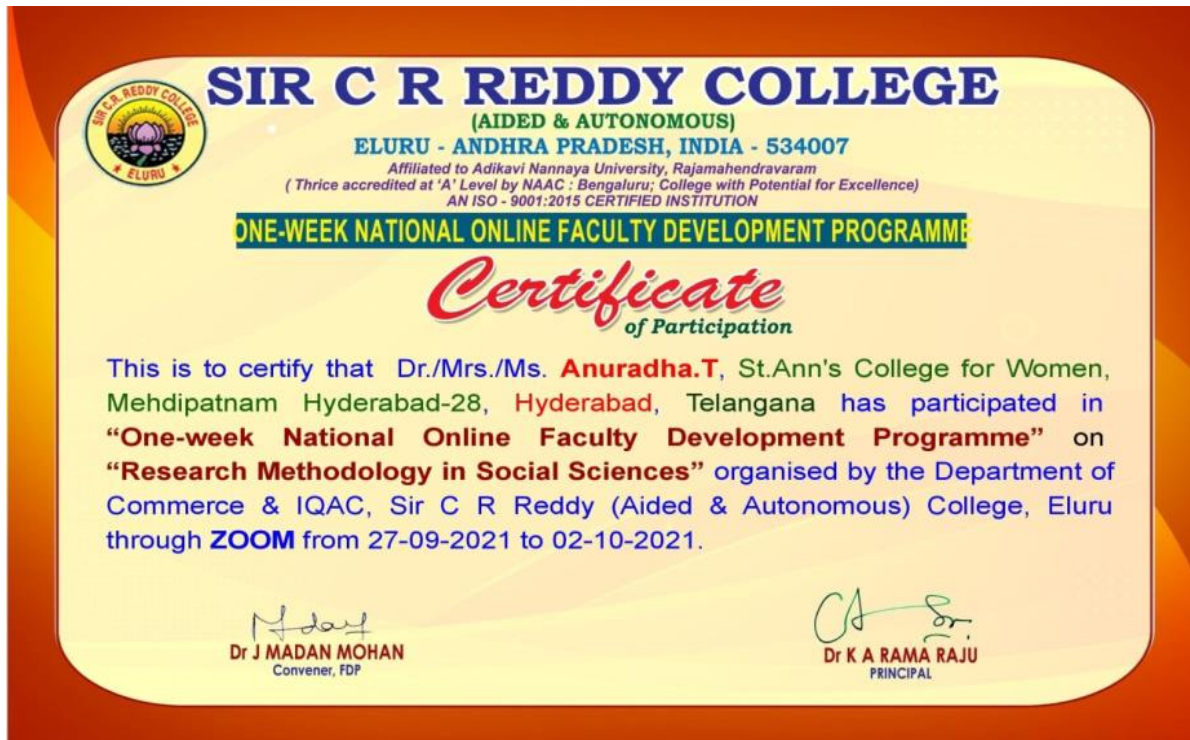 SIR C R REDDY COLLEGE
(AIDED & AUTONOMOUS)
ELURU - ANDHRA PRADESH, INDIA - 534007
Affiliated to Adikavi Nannaya University, Rajamahendravaram
( Thrice accredited at 'A' Level by NAAC : Bengaluru; College with Potential for Excellence)
AN ISO - 9001:2015 CERTIFIED INSTITUTION
SIR C.R. REDDY COLLEGE
★ ELURU ★
ONE-WEEK NATIONAL ONLINE FACULTY DEVELOPMENT PROGRAMME
Certificate
of Participation
This is to certify that Dr./Mrs./Ms. Anuradha.T, St.Ann's College for Women,
Mehdipatnam Hyderabad-28, Hyderabad, Telangana has participated in
“One-week National Online Faculty Development Programme” on
“Research Methodology in Social Sciences” organised by the Department of
Commerce & IQAC, Sir C R Reddy (Aided & Autonomous) College, Eluru
through ZOOM from 27-09-2021 to 02-10-2021.
Dr J MADAN MOHAN
Convener, FDP
Dr K A RAMA RAJU
PRINCIPAL